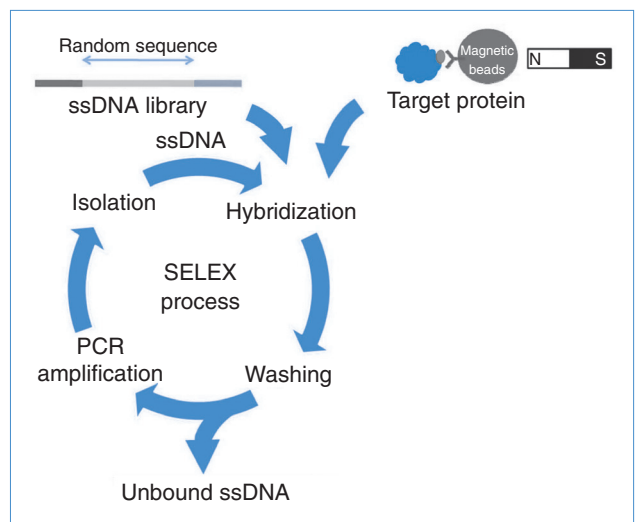 Random sequence
ssDNA library
Magnetic
beads
N S
Target protein
ssDNA
Isolation
Hybridization
SELEX
process
PCR
amplification
Washing
Unbound ssDNA